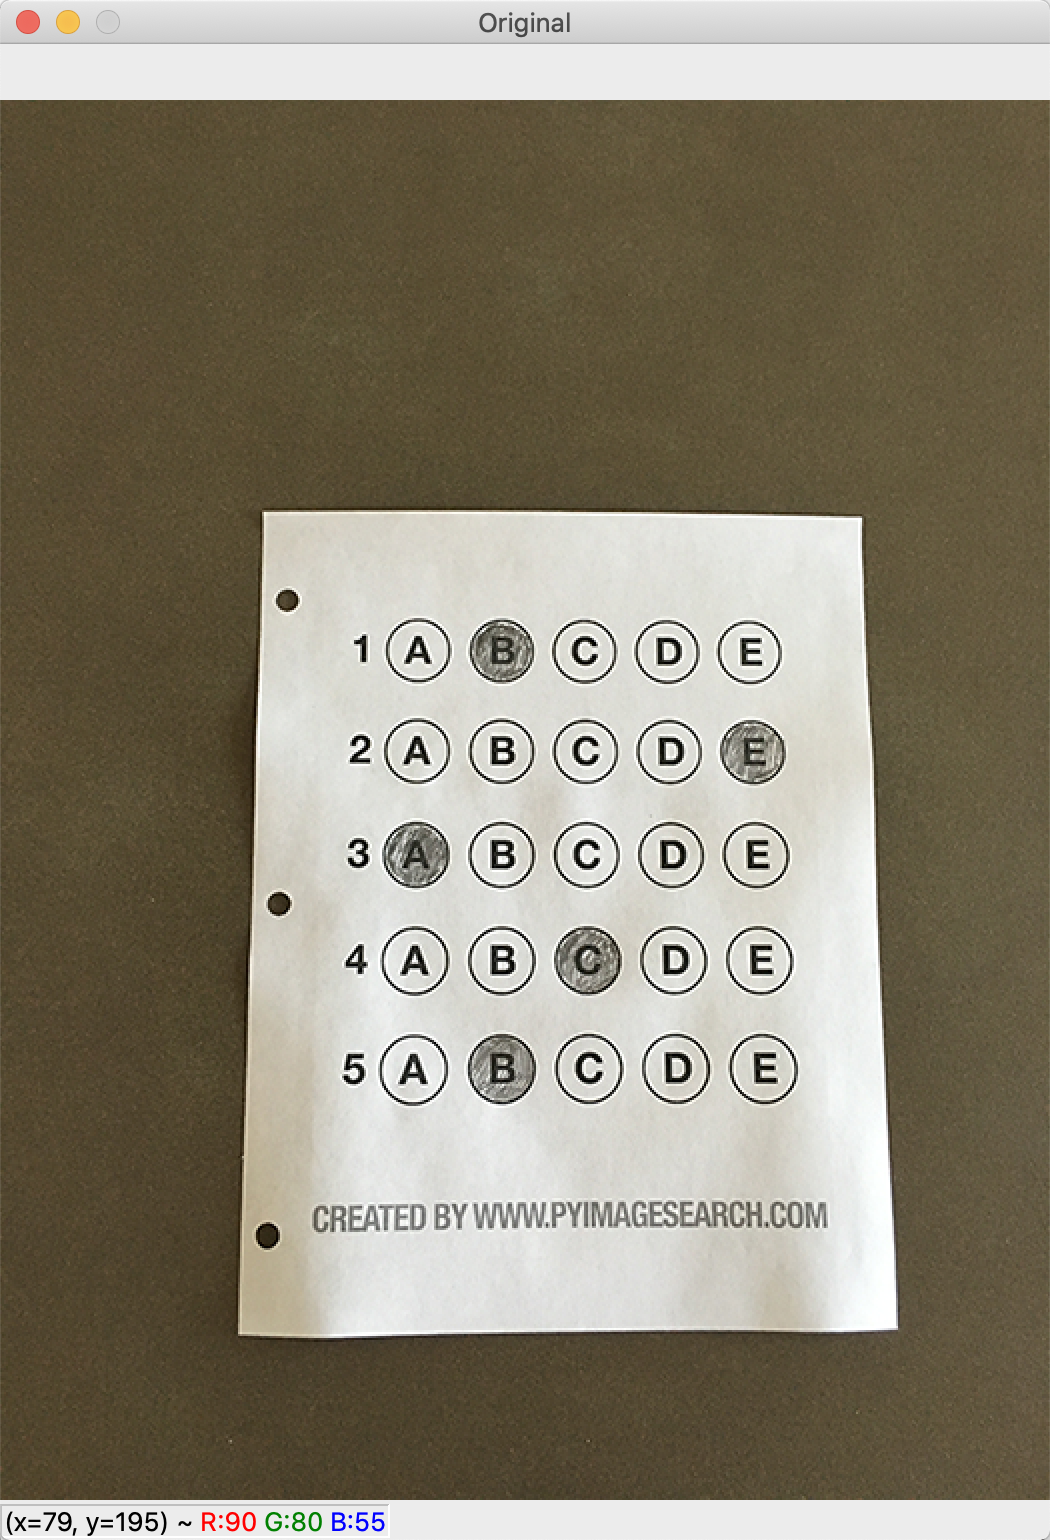 Original
1 A B C D E
2 A B C D E
3 A B C D E
4 A B C D E
5 A B C D E
CREATED BY WWW.PYIMAGESEARCH.COM
(x=79, y=195) ~ R:90 G:80 B:55